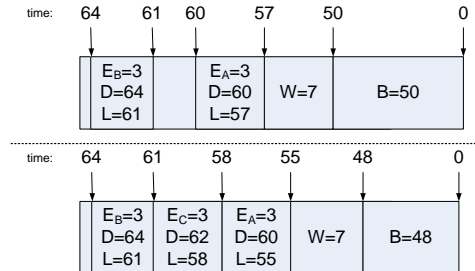 time: 64 61 60 57 50 0
E_B=3 E_A=3
D=64 D=60 W=7 B=50
L=61 L=57
time: 64 61 58 55 48 0
E_B=3 E_C=3 E_A=3
D=64 D=62 D=60 W=7 B=48
L=61 L=58 L=55